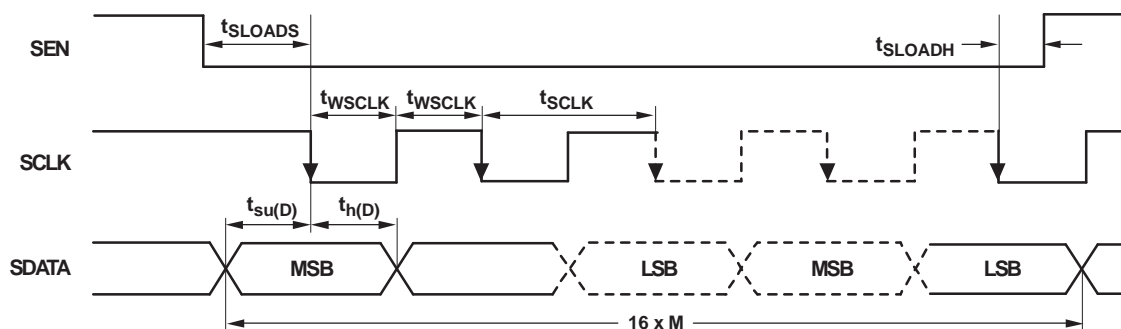 SEN
tSLOADS
tSLOADH
tWSCLK
tWSCLK
tSCLK
SCLK
tsu(D)
th(D)
SDATA
MSB
LSB
MSB
LSB
16 x M